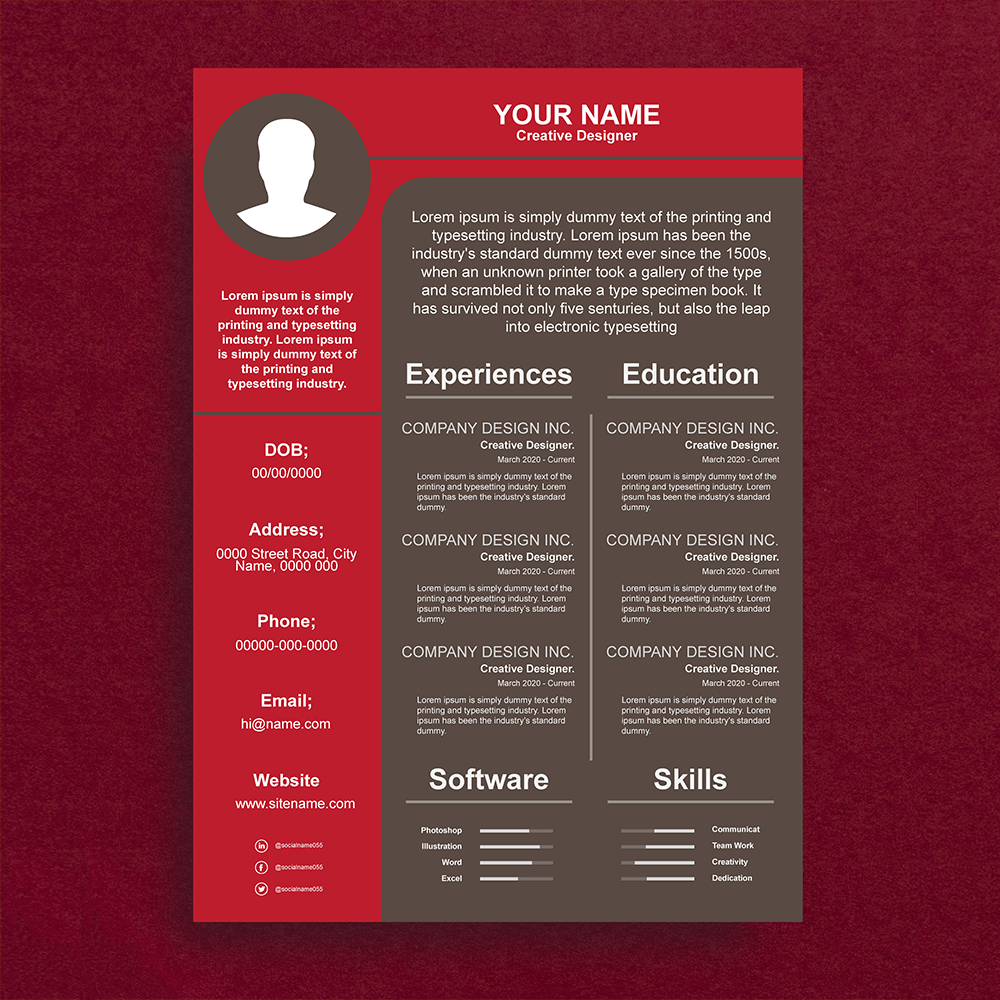 YOUR NAME
Creative Designer
Lorem ipsum is simply
dummy text of the
printing and typesetting
industry. Lorem ipsum
is simply dummy text of
the printing and
typesetting industry.
DOB;
00/00/0000
Address;
0000 Street Road, City
Name, 0000 000
Phone;
00000-000-0000
Email;
hi@name.com
Website
www.sitename.com
@socialname055
@socialname055
@socialname055
Lorem ipsum is simply dummy text of the printing and
typesetting industry. Lorem ipsum has been the
industry's standard dummy text ever since the 1500s,
when an unknown printer took a gallery of the type
and scrambled it to make a type specimen book. It
has survived not only five senturies, but also the leap
into electronic typesetting
Experiences
COMPANY DESIGN INC.
Creative Designer.
March 2020 - Current
Lorem ipsum is simply dummy text of the
printing and typesetting industry. Lorem
ipsum has been the industry's standard
dummy.
COMPANY DESIGN INC.
Creative Designer.
March 2020 - Current
Lorem ipsum is simply dummy text of the
printing and typesetting industry. Lorem
ipsum has been the industry's standard
dummy.
COMPANY DESIGN INC.
Creative Designer.
March 2020 - Current
Lorem ipsum is simply dummy text of the
printing and typesetting industry. Lorem
ipsum has been the industry's standard
dummy.
Education
COMPANY DESIGN INC.
Creative Designer.
March 2020 - Current
Lorem ipsum is simply dummy text of the
printing and typesetting industry. Lorem
ipsum has been the industry's standard
dummy.
COMPANY DESIGN INC.
Creative Designer.
March 2020 - Current
Lorem ipsum is simply dummy text of the
printing and typesetting industry. Lorem
ipsum has been the industry's standard
dummy.
COMPANY DESIGN INC.
Creative Designer.
March 2020 - Current
Lorem ipsum is simply dummy text of the
printing and typesetting industry. Lorem
ipsum has been the industry's standard
dummy.
Software
Photoshop
Illustration
Word
Excel
Skills
Communicat
Team Work
Creativity
Dedication